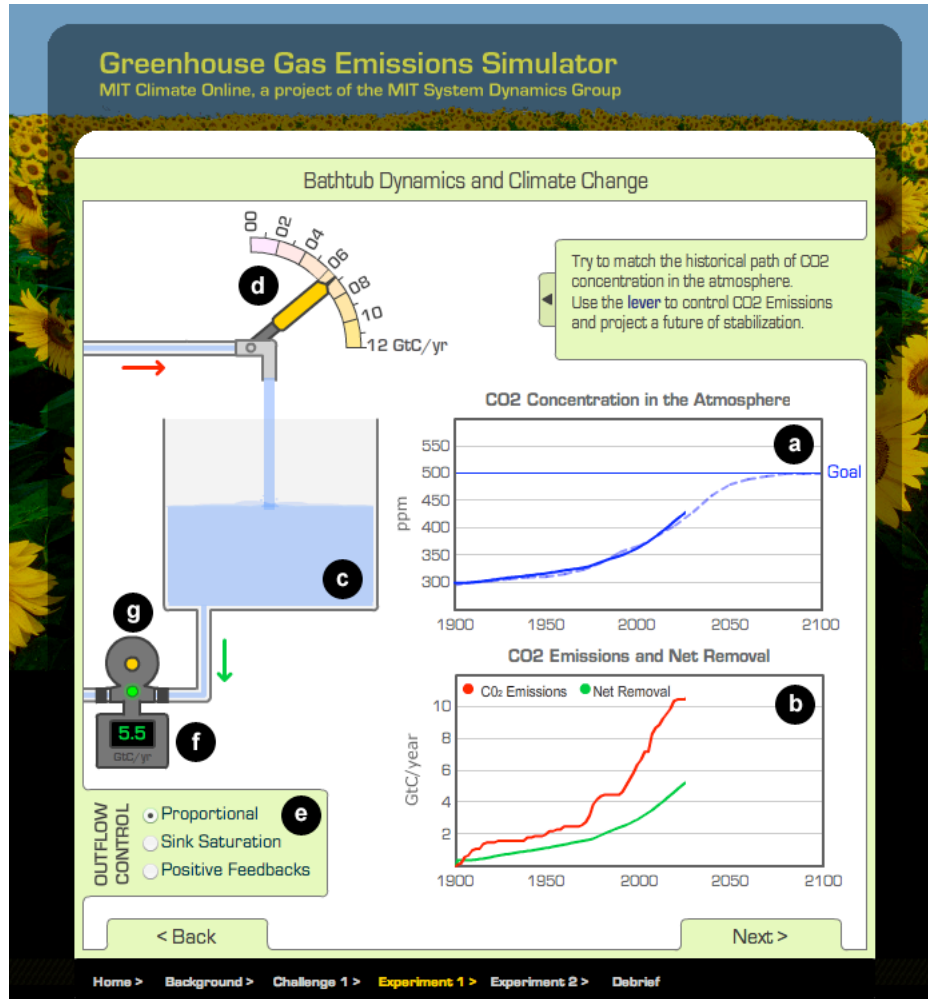 Greenhouse Gas Emissions Simulator
MIT Climate Online, a project of the MIT System Dynamics Group
Bathtub Dynamics and Climate Change
00
02
04
06
08
10
12 GtC/yr
d
Try to match the historical path of CO2
concentration in the atmosphere.
Use the lever to control CO2 Emissions
and project a future of stabilization.
c
g
5.5
GtC/yr
f
CO2 Concentration in the Atmosphere
a
ppm
550
500
450
400
350
300
Goal
1900
1950
2000
2050
2100
CO2 Emissions and Net Removal
CO2 Emissions
Net Removal
b
GtC/year
10
8
6
4
2
1900
1950
2000
2050
2100
OUTFLOW
CONTROL
Proportional
Sink Saturation
Positive Feedbacks
e
< Back
Next >
Home >
Background >
Challenge 1 >
Experiment 1 >
Experiment 2 >
Debrief